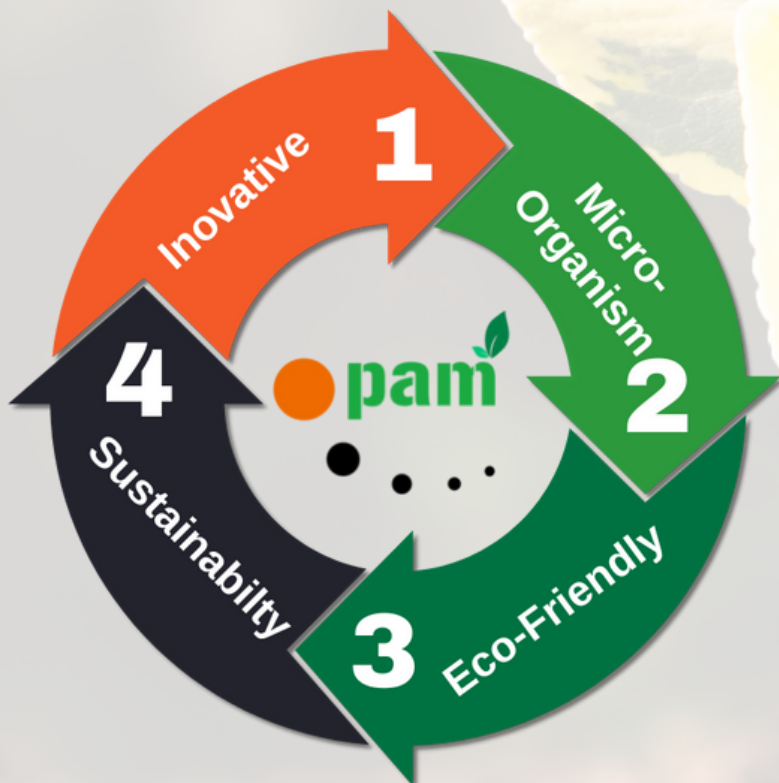 1
Inovative
Micro-
Organism
2
Eco-Friendly
3
Sustainabilty
4
pam